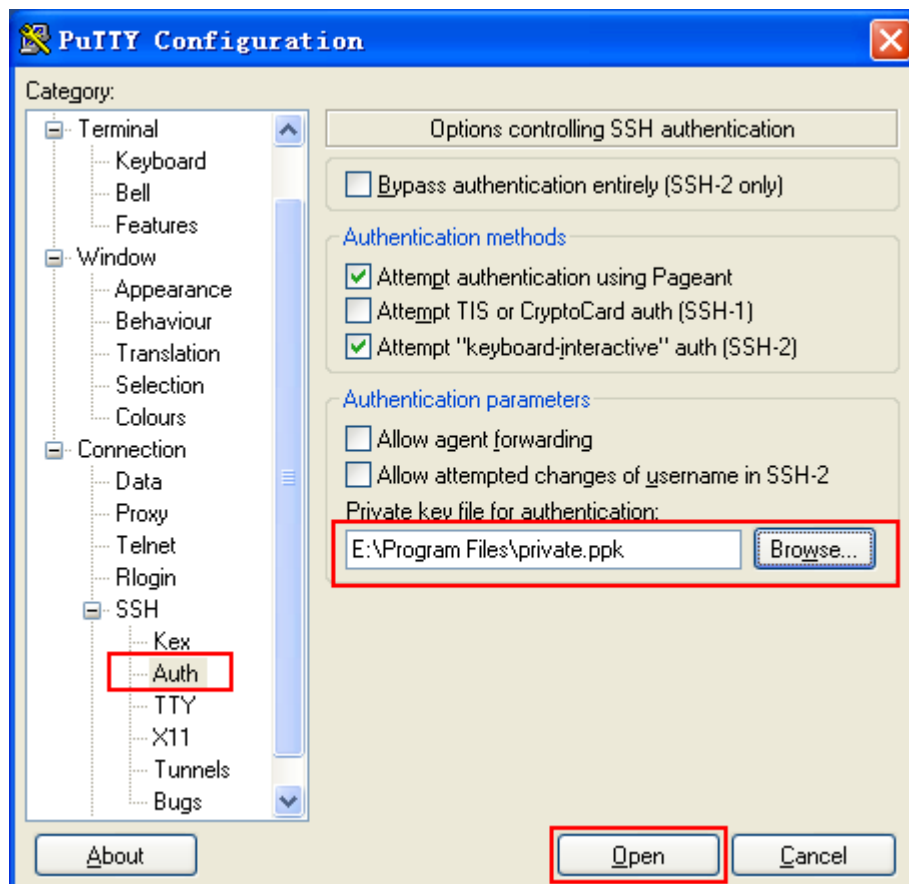 PuTTY Configuration
Category:
Terminal
Keyboard
Bell
Features
Window
Appearance
Behaviour
Translation
Selection
Colours
Connection
Data
Proxy
Telnet
Rlogin
SSH
Kex
Auth
TTY
X11
Tunnels
Bugs
Options controlling SSH authentication
Bypass authentication entirely (SSH-2 only)
Authentication methods
Attempt authentication using Pageant
Attempt TIS or CryptoCard auth (SSH-1)
Attempt "keyboard-interactive" auth (SSH-2)
Authentication parameters
Allow agent forwarding
Allow attempted changes of username in SSH-2
Private key file for authentication:
E:\Program Files\private.ppk
Browse...
About
Open
Cancel